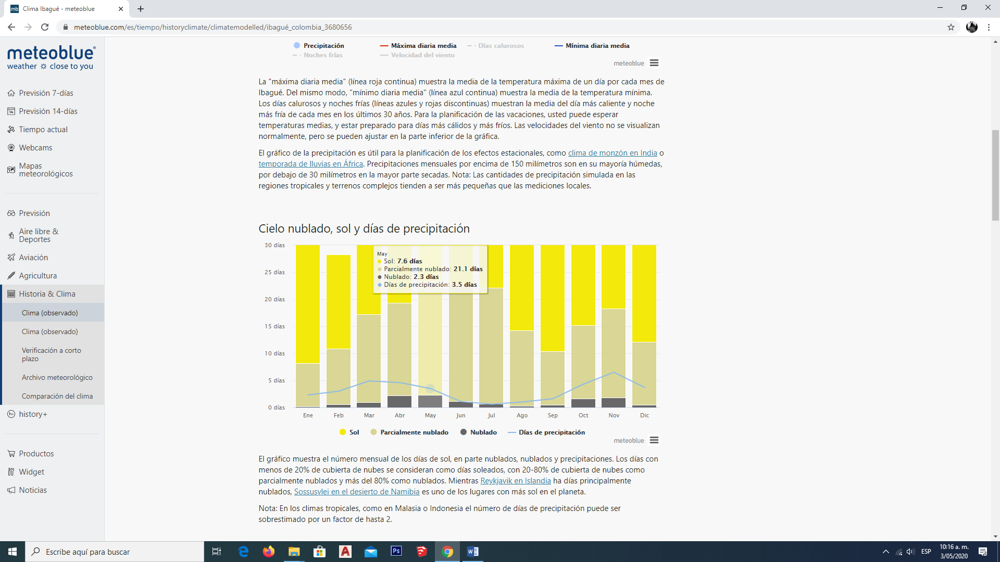 Clima Ibagué - meteoblue
meteoblue.com/es/tiempo/historyclimate/climatemodelled/ibagué_colombia_3680656
meteoblue
weather close to you
Previsión 7-días
14
Previsión 14-días
Tiempo actual
Webcams
Mapas
meteorológicos
Previsión
Aire libre &
Deportes
Aviación
Agricultura
Historia & Clima
Clima (observado)
Clima (observado)
Verificación a corto
plazo
Archivo meteorológico
Comparación del clima
history+
Productos
Widget
Noticias
Precipitación Máxima diaria media Días calurosos Mínima diaria media
Noches frías Velocidad del viento
meteoblue
La "máxima diaria media" (línea roja continua) muestra la media de la temperatura máxima de un día por cada mes de
Ibagué. Del mismo modo, "mínimo diaria media" (línea azul continua) muestra la media de la temperatura mínima.
Los días calurosos y noches frías (líneas azules y rojas discontinuas) muestran la media del día más caliente y noche
más fría de cada mes en los últimos 30 años. Para la planificación de las vacaciones, usted puede esperar
temperaturas medias, y estar preparado para días más cálidos y más fríos. Las velocidades del viento no se visualizan
normalmente, pero se pueden ajustar en la parte inferior de la gráfica.
El gráfico de la precipitación es útil para la planificación de los efectos estacionales, como clima de monzón en India o
temporada de lluvias en África. Precipitaciones mensuales por encima de 150 milímetros son en su mayoría húmedas,
por debajo de 30 milímetros en la mayor parte secadas. Nota: Las cantidades de precipitación simulada en las
regiones tropicales y terrenos complejos tienden a ser más pequeñas que las mediciones locales.
Cielo nublado, sol y días de precipitación
30 días
25 días
20 días
15 días
10 días
5 días
0 días
May
Sol: 7.6 días
Parcialmente nublado: 21.1 días
Nublado: 2.3 días
Días de precipitación: 3.5 días
Ene Feb Mar Abr May Jun Jul Ago Sep Oct Nov Dic
Sol Parcialmente nublado Nublado Días de precipitación
meteoblue
El gráfico muestra el número mensual de los días de sol, en parte nublados, nublados y precipitaciones. Los días con
menos de 20% de cubierta de nubes se consideran como días soleados, con 20-80% de cubierta de nubes como
parcialmente nublados y más del 80% como nublados. Mientras Reykjavik en Islandia ha días principalmente
nublados, Sossusvlei en el desierto de Namibia es uno de los lugares con más sol en el planeta.
Nota: En los climas tropicales, como en Malasia o Indonesia el número de días de precipitación puede ser
sobrestimado por un factor de hasta 2.
Escribe aquí para buscar
Ps
ESP
10:16 a. m.
3/05/2020